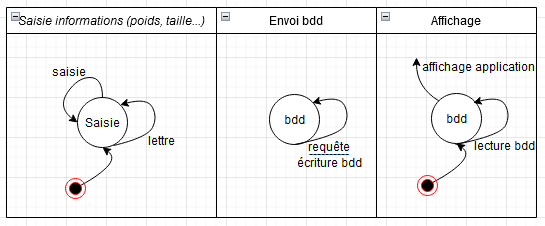 Saisie informations (poids, taille...)
Envoi bdd
Affichage
saisie
Saisie
lettre
bdd
requête
écriture bdd
affichage application
bdd
lecture bdd